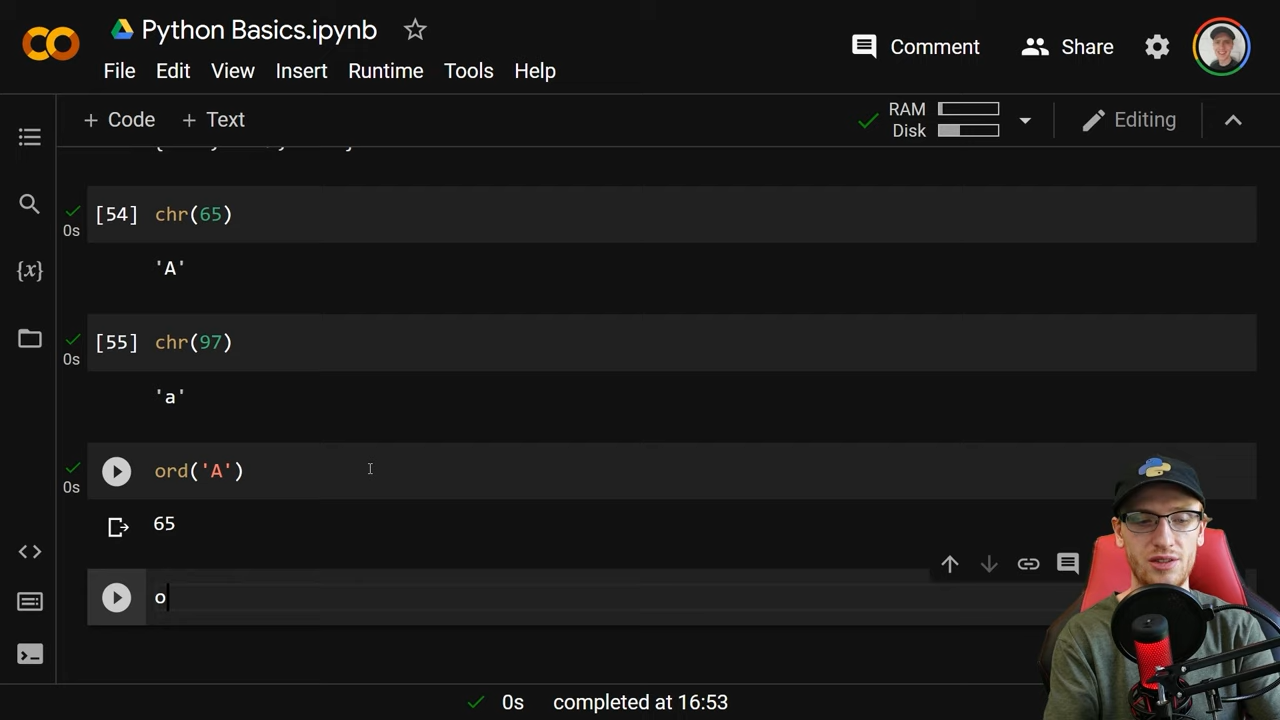 Python Basics.ipynb
Comment
Share
File Edit View Insert Runtime Tools Help
+ Code + Text
RAM
Disk
Editing
[54] chr(65)
0s
'A'
{x}
[55] chr(97)
0s
'a'
ord('A')
0s
65
o
0s completed at 16:53